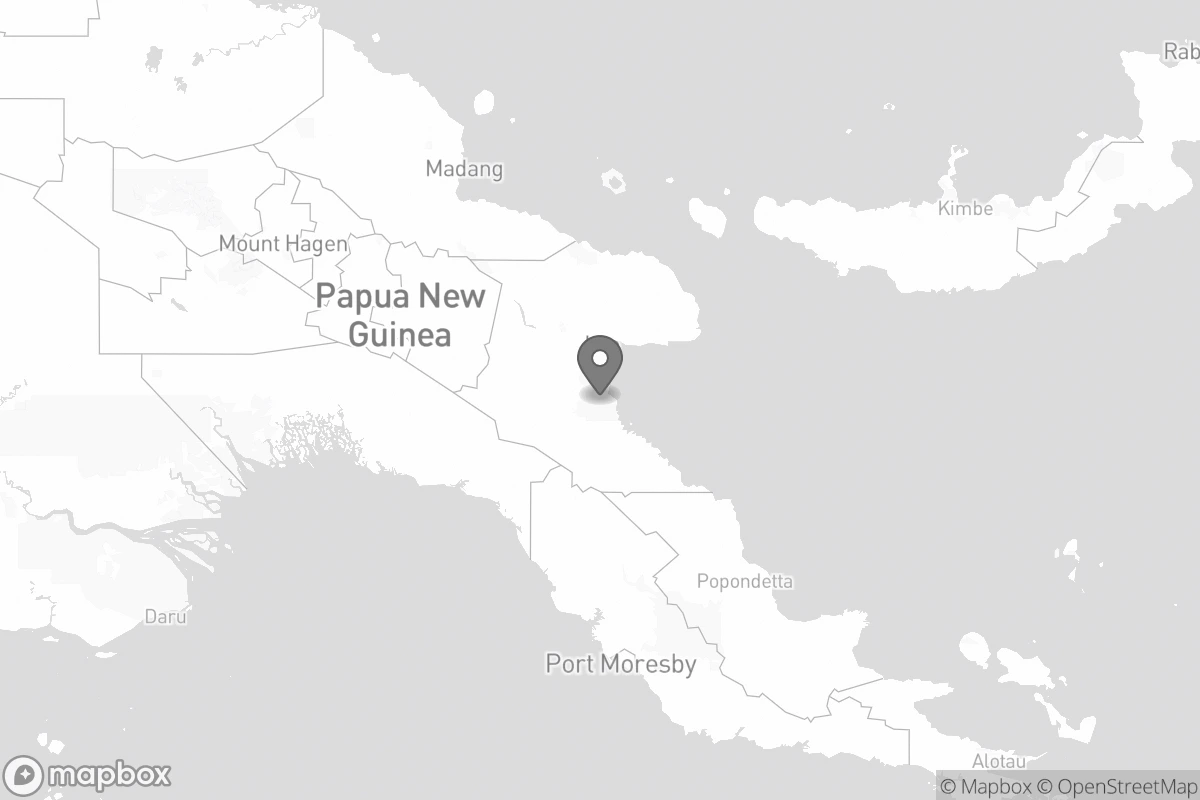 Rab
Madang
Kimbe
Mount Hagen
Papua New
Guinea
Popondetta
Daru
Port Moresby
Alotau
mapbox
© Mapbox © OpenStreetMap